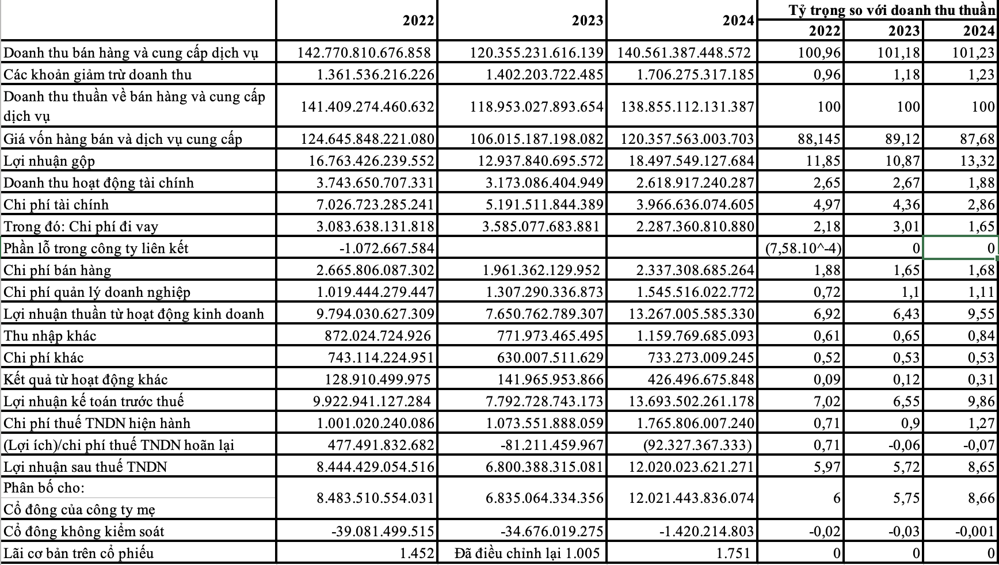 2022 2023 2024 Tỷ trọng so với doanh thu thuần
2022 2023 2024
Doanh thu bán hàng và cung cấp dịch vụ 142.770.810.676.858 120.355.231.616.139 140.561.387.448.572 100,96 101,18 101,23
Các khoản giảm trừ doanh thu 1.361.536.216.226 1.402.203.722.485 1.706.275.317.185 0,96 1,18 1,23
Doanh thu thuần về bán hàng và cung cấp
dịch vụ 141.409.274.460.632 118.953.027.893.654 138.855.112.131.387 100 100 100
Giá vốn hàng bán và dịch vụ cung cấp 124.645.848.221.080 106.015.187.198.082 120.357.563.003.703 88,145 89,12 87,68
Lợi nhuận gộp 16.763.426.239.552 12.937.840.695.572 18.497.549.127.684 11,85 10,87 13,32
Doanh thu hoạt động tài chính 3.743.650.707.331 3.173.086.404.949 2.618.917.240.287 2,65 2,67 1,88
Chi phí tài chính 7.026.723.285.241 5.191.511.844.389 3.966.636.074.605 4,97 4,36 2,86
Trong đó: Chi phí đi vay 3.083.638.131.818 3.585.077.683.881 2.287.360.810.880 2,18 3,01 1,65
Phần lỗ trong công ty liên kết -1.072.667.584 (7,58.10^-4) 0 0
Chi phí bán hàng 2.665.806.087.302 1.961.362.129.952 2.337.308.685.264 1,88 1,65 1,68
Chi phí quản lý doanh nghiệp 1.019.444.279.447 1.307.290.336.873 1.545.516.022.772 0,72 1,1 1,11
Lợi nhuận thuần từ hoạt động kinh doanh 9.794.030.627.309 7.650.762.789.307 13.267.005.585.330 6,92 6,43 9,55
Thu nhập khác 872.024.724.926 771.973.465.495 1.159.769.685.093 0,61 0,65 0,84
Chi phí khác 743.114.224.951 630.007.511.629 733.273.009.245 0,52 0,53 0,53
Kết quả từ hoạt động khác 128.910.499.975 141.965.953.866 426.496.675.848 0,09 0,12 0,31
Lợi nhuận kế toán trước thuế 9.922.941.127.284 7.792.728.743.173 13.693.502.261.178 7,02 6,55 9,86
Chi phí thuế TNDN hiện hành 1.001.020.240.086 1.073.551.888.059 1.765.806.007.240 0,71 0,9 1,27
(Lợi ích)/chi phí thuế TNDN hoãn lại 477.491.832.682 -81.211.459.967 (92.327.367.333) 0,71 -0,06 -0,07
Lợi nhuận sau thuế TNDN 8.444.429.054.516 6.800.388.315.081 12.020.023.621.271 5,97 5,72 8,65
Phân bổ cho:
Cổ đông của công ty mẹ 8.483.510.554.031 6.835.064.334.356 12.021.443.836.074 6 5,75 8,66
Cổ đông không kiểm soát -39.081.499.515 -34.676.019.275 -1.420.214.803 -0,02 -0,03 -0,001
Lãi cơ bản trên cổ phiếu 1.452 Đã điều chỉnh lại 1.005 1.751 0 0 0